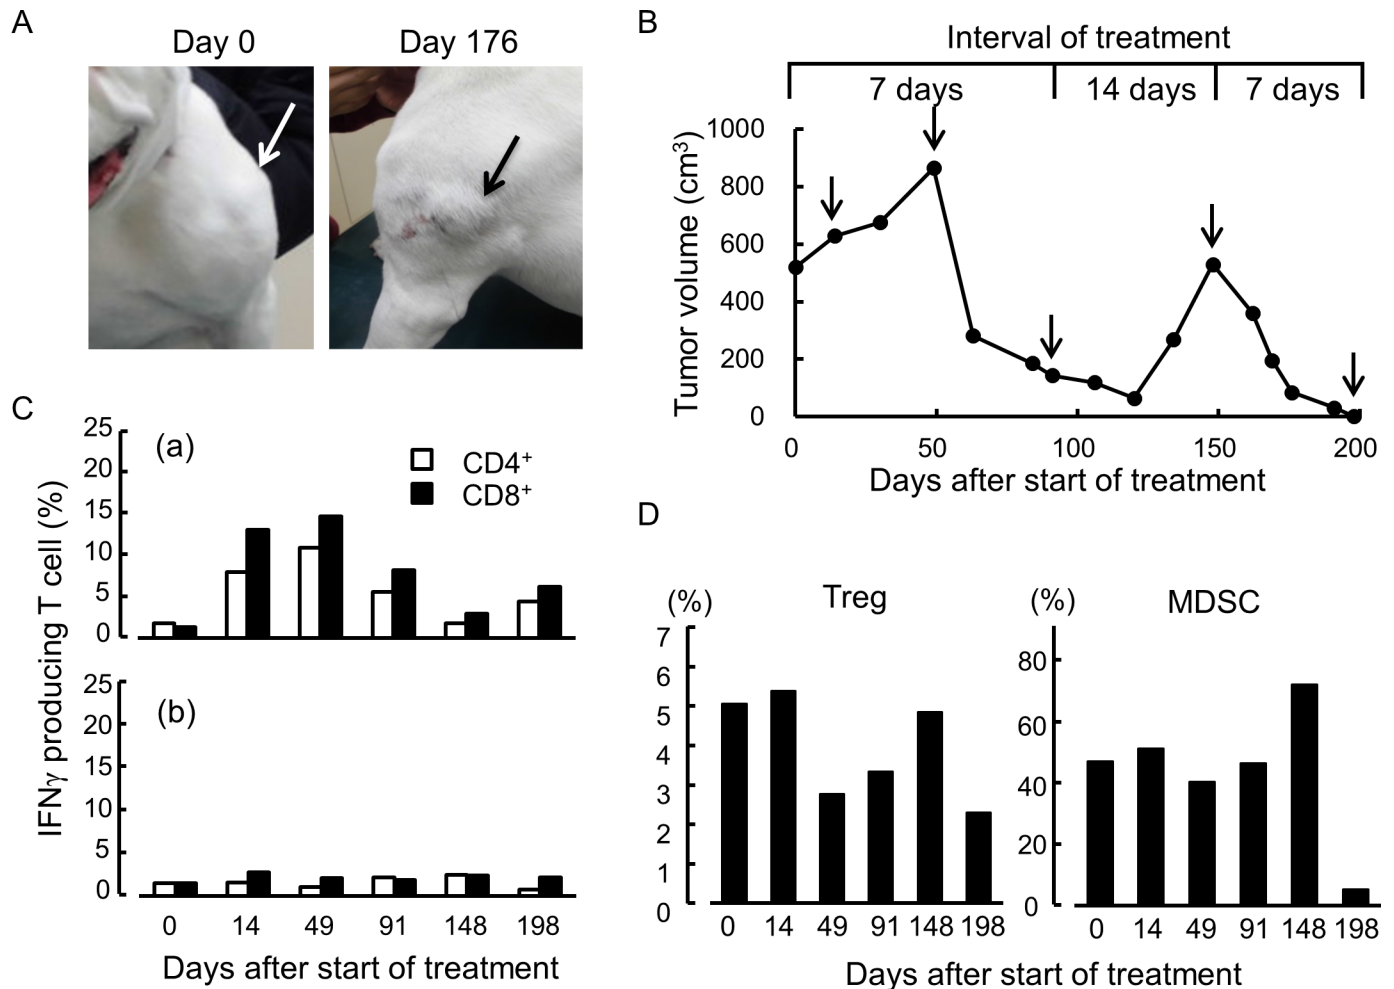 A
Day 0
Day 176
B
Interval of treatment
7 days
14 days
7 days
Tumor volume (cm³)
1000
800
600
400
200
0
0
50
100
150
200
Days after start of treatment
C
IFNγ producing T cell (%)
(a)
CD4⁺
CD8⁺
25
20
15
10
5
0
(b)
25
20
15
10
5
0
0
14
49
91
148
198
Days after start of treatment
D
(%)
Treg
7
6
5
4
3
2
1
0
0
14
49
91
148
198
(%)
MDSC
80
60
40
20
0
0
14
49
91
148
198
Days after start of treatment